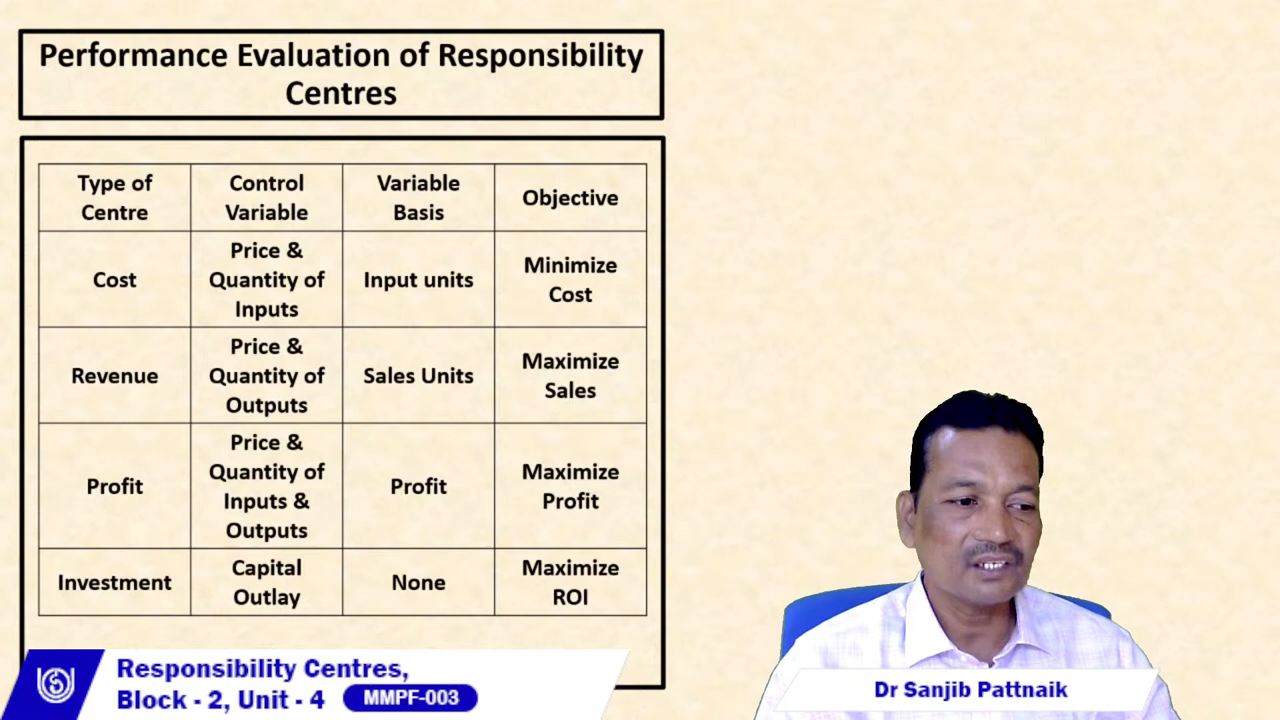 Performance Evaluation of Responsibility
Centres
Type of
Centre
Control
Variable
Variable
Basis
Objective
Cost
Price &
Quantity of
Inputs
Input units
Minimize
Cost
Revenue
Price &
Quantity of
Outputs
Sales Units
Maximize
Sales
Profit
Price &
Quantity of
Inputs &
Outputs
Profit
Maximize
Profit
Investment
Capital
Outlay
None
Maximize
ROI
Responsibility Centres,
Block - 2, Unit - 4 MMPF-003
Dr Sanjib Pattnaik